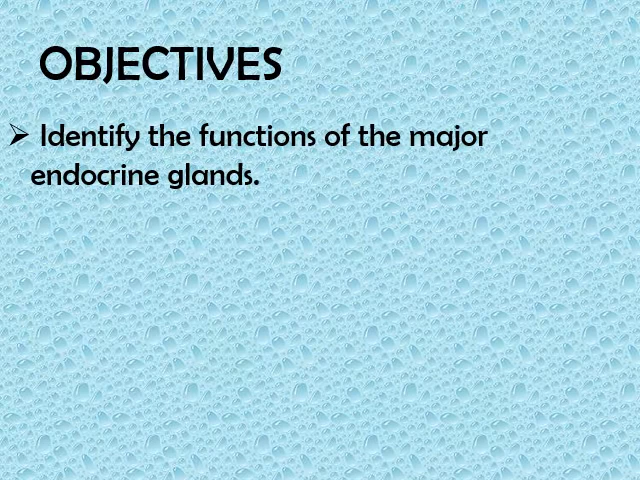 OBJECTIVES
➢ Identify the functions of the major
endocrine glands.